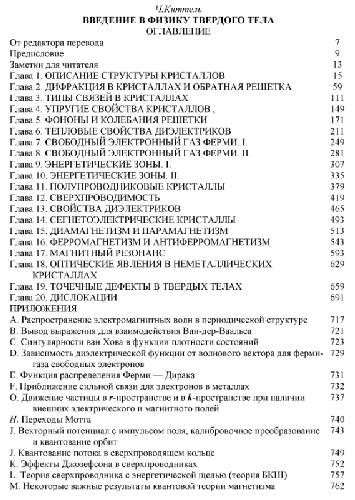 Ч.Киттель
ВВЕДЕНИЕ В ФИЗИКУ ТВЕРДОГО ТЕЛА
ОГЛАВЛЕНИЕ
От редактора перевода 7
Предисловие 9
Заметки для читателя 13
Глава 1. ОПИСАНИЕ СТРУКТУРЫ КРИСТАЛЛОВ 15
Глава 2. ДИФРАКЦИЯ В КРИСТАЛЛАХ И ОБРАТНАЯ РЕШЕТКА 59
Глава 3. ТИПЫ СВЯЗЕЙ В КРИСТАЛЛАХ 111
Глава 4. УПРУГИЕ СВОЙСТВА КРИСТАЛЛОВ , 149
Глава 5. ФОНОНЫ И КОЛЕБАНИЯ РЕШЕТКИ 171
Глава 6. ТЕПЛОВЫЕ СВОЙСТВА ДИЭЛЕКТРИКОВ 211
Глава 7. СВОБОДНЫЙ ЭЛЕКТРОННЫЙ ГАЗ ФЕРМИ. I. 249
Глава 8. СВОБОДНЫЙ ЭЛЕКТРОННЫЙ ГАЗ ФЕРМИ. II 281
Глава 9. ЭНЕРГЕТИЧЕСКИЕ ЗОНЫ. I. 307
Глава 10. ЭНЕРГЕТИЧЕСКИЕ ЗОНЫ. II. 335
Глава 11. ПОЛУПРОВОДНИКОВЫЕ КРИСТАЛЛЫ 379
Глава 12. СВЕРХПРОВОДИМОСТЬ 419
Глава 13. СВОЙСТВА ДИЭЛЕКТРИКОВ 465
Глава 14. СЕГНЕТОЭЛЕКТРИЧЕСКИЕ КРИСТАЛЛЫ 493
Глава 15. ДИАМАГНЕТИЗМ И ПАРАМАГНЕТИЗМ 513
Глава 16. ФЕРРОМАГНЕТИЗМ И АНТИФЕРРОМАГНЕТИЗМ 543
Глава 17. МАГНИТНЫЙ РЕЗОНАНС 593
Глава 18. ОПТИЧЕСКИЕ ЯВЛЕНИЯ В НЕМЕТАЛЛИЧЕСКИХ 629
КРИСТАЛЛАХ
Глава 19. ТОЧЕЧНЫЕ ДЕФЕКТЫ В ТВЕРДЫХ ТЕЛАХ 659
Глава 20. ДИСЛОКАЦИИ 691
ПРИЛОЖЕНИЯ
A. Распространение электромагнитных волн в периодической структуре 717
B. Вывод выражения для взаимодействия Ван-дер-Ваальса 721
C. Сингулярности ван Хова в функции плотности состояний 723
D. Зависимость диэлектрической функции от волнового вектора для ферми- 729
газа свободных электронов
E. Функция распределения Ферми — Дирака 731
F. Приближение сильной связи для электронов в металлах 732
O. Движение частицы в r-пространстве и в k-пространстве при наличии 737
внешних электрического и магнитного полей
H. Переходы Мотта 740
J. Векторный потенциал с импульсом поля, калибровочное преобразование 743
и квантование орбит
J. Квантование потока в сверхпроводящем кольце 749
K. Эффекты Джозефсона в сверхпроводниках 752
L. Теория сверхпроводника с энергетической щелью (теория БКШ) 757
M. Некоторые важные результаты квантовой теории магнетизма 762